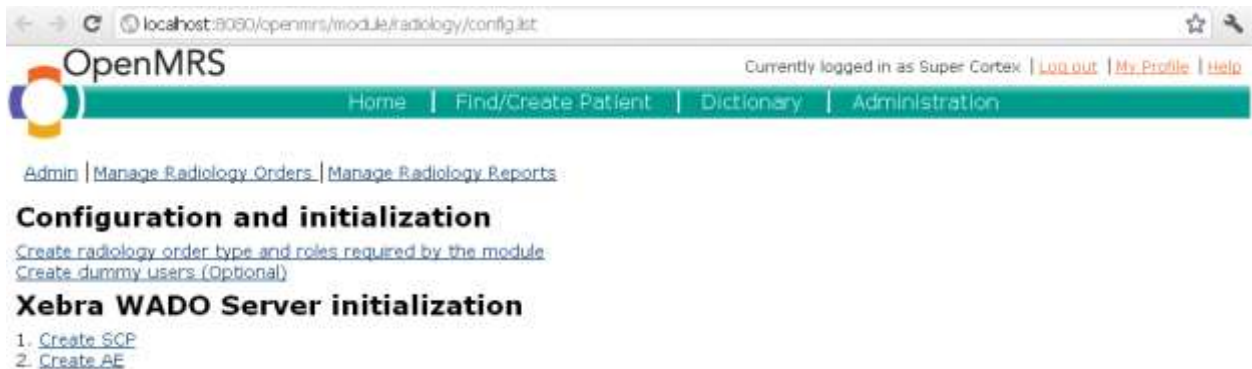 localhost:8080/openmrs/module/radiology/config.list
OpenMRS
Currently logged in as Super Cortex | Log out | My Profile | Help
Home | Find/Create Patient | Dictionary | Administration
Admin | Manage Radiology Orders | Manage Radiology Reports
Configuration and initialization
Create radiology order type and roles required by the module
Create dummy users (Optional)
Xebra WADO Server initialization
1. Create SCP
2. Create AE